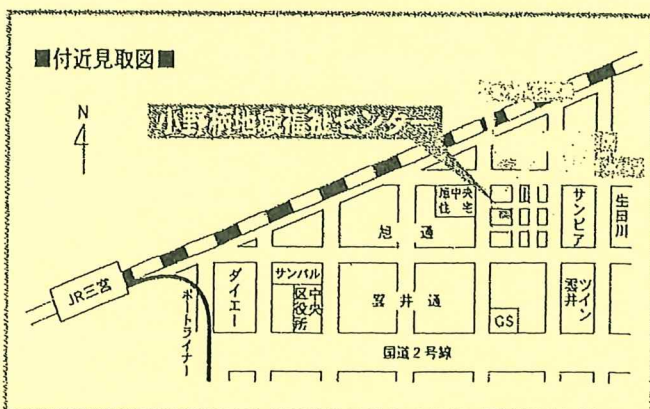 ■付近見取図■
N
小野柄地域福祉センター
旭中央
住宅
サンピア
生田川
旭通
JR三宮
ポートライナー
ダイエー
サンパル
中央
区役所
雲井通
GS
ツイン
雲井
国道2号線